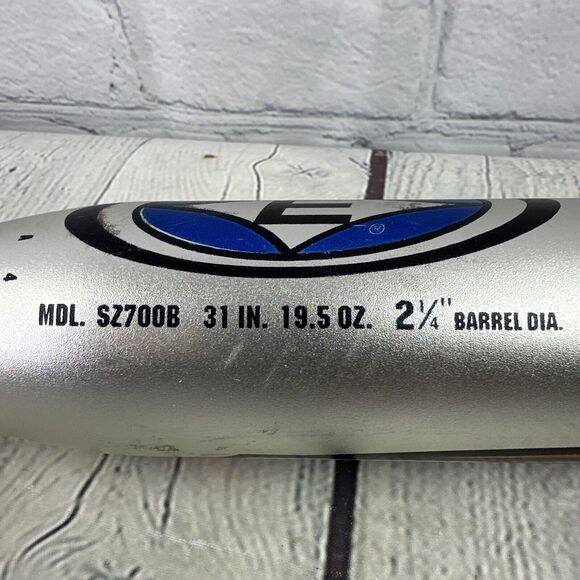 E
®
MDL. SZ700B 31 IN. 19.5 OZ. 2¼" BARREL DIA.